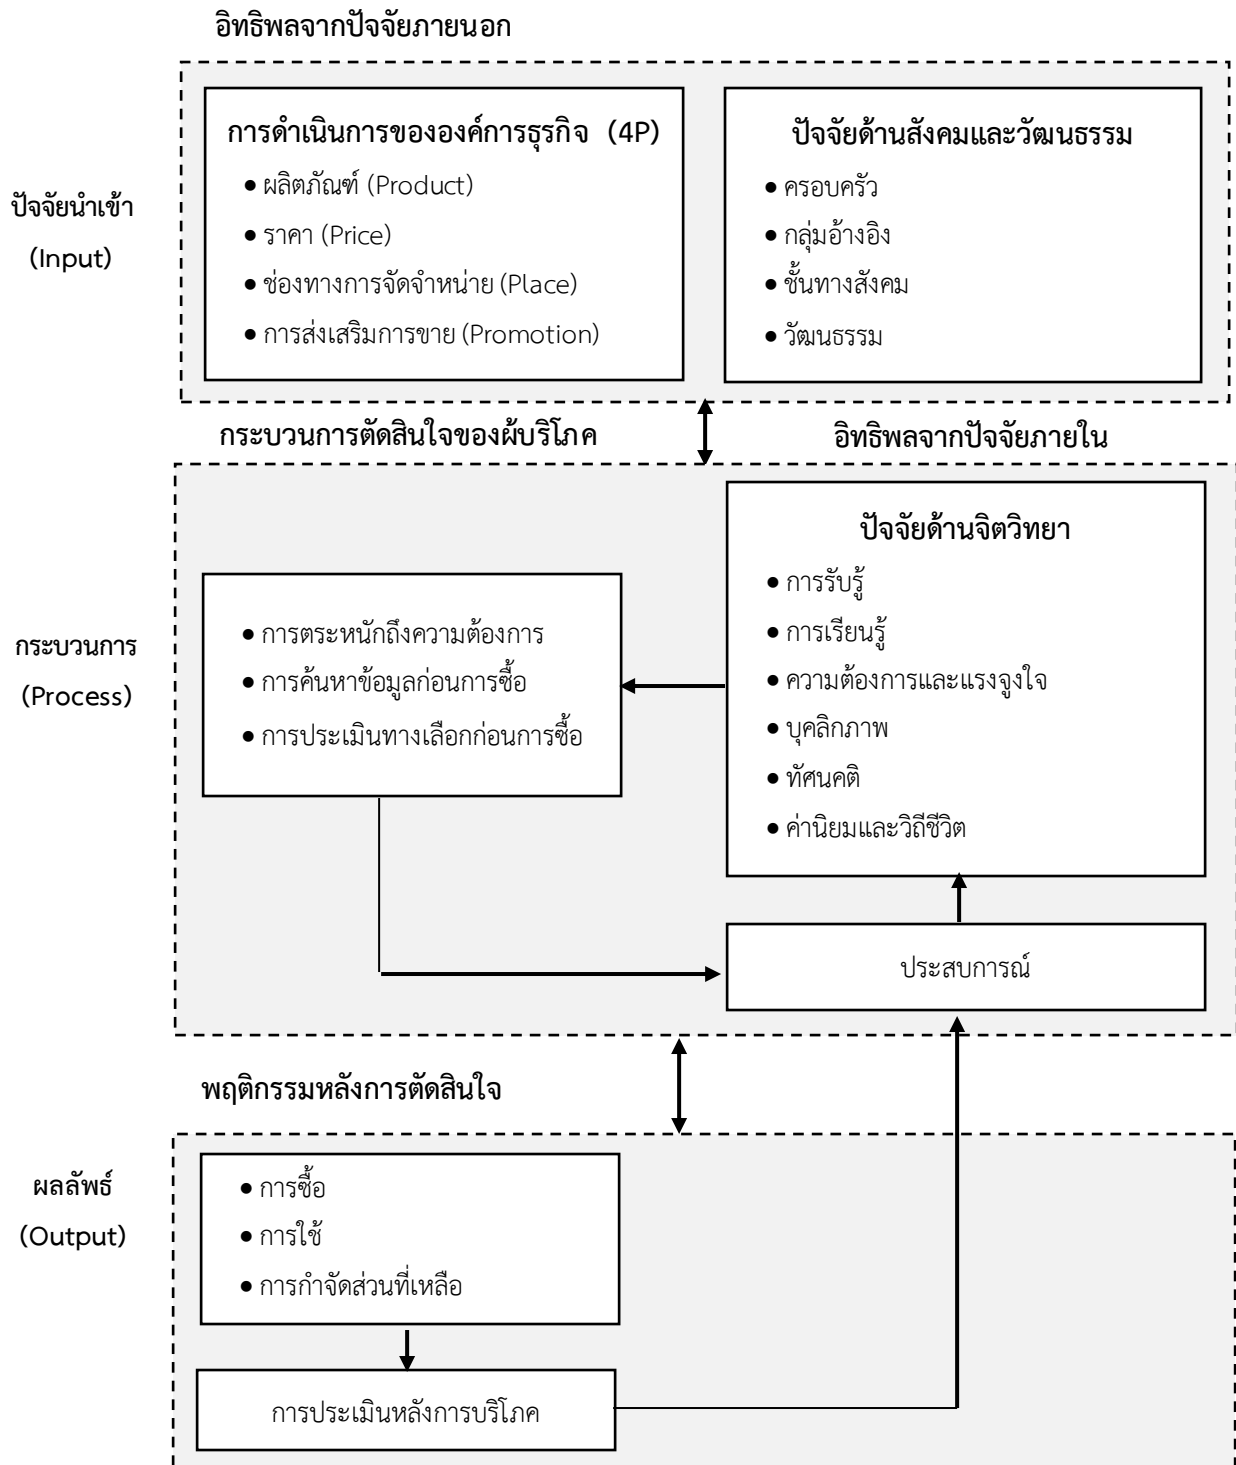 อิทธิพลจากปัจจัยภายนอก
การดำเนินการขององค์การธุรกิจ (4P)
• ผลิตภัณฑ์ (Product)
• ราคา (Price)
• ช่องทางการจัดจำหน่าย (Place)
• การส่งเสริมการขาย (Promotion)
ปัจจัยด้านสังคมและวัฒนธรรม
• ครอบครัว
• กลุ่มอ้างอิง
• ชั้นทางสังคม
• วัฒนธรรม
ปัจจัยนำเข้า
(Input)
กระบวนการตัดสินใจของผ้บริโภค
อิทธิพลจากปัจจัยภายใน
ปัจจัยด้านจิตวิทยา
• การรับรู้
• การเรียนรู้
• ความต้องการและแรงจูงใจ
• บุคลิกภาพ
• ทัศนคติ
• ค่านิยมและวิถีชีวิต
• การตระหนักถึงความต้องการ
• การค้นหาข้อมูลก่อนการซื้อ
• การประเมินทางเลือกก่อนการซื้อ
กระบวนการ
(Process)
ประสบการณ์
พฤติกรรมหลังการตัดสินใจ
ผลลัพธ์
(Output)
• การซื้อ
• การใช้
• การกำจัดส่วนที่เหลือ
การประเมินหลังการบริโภค